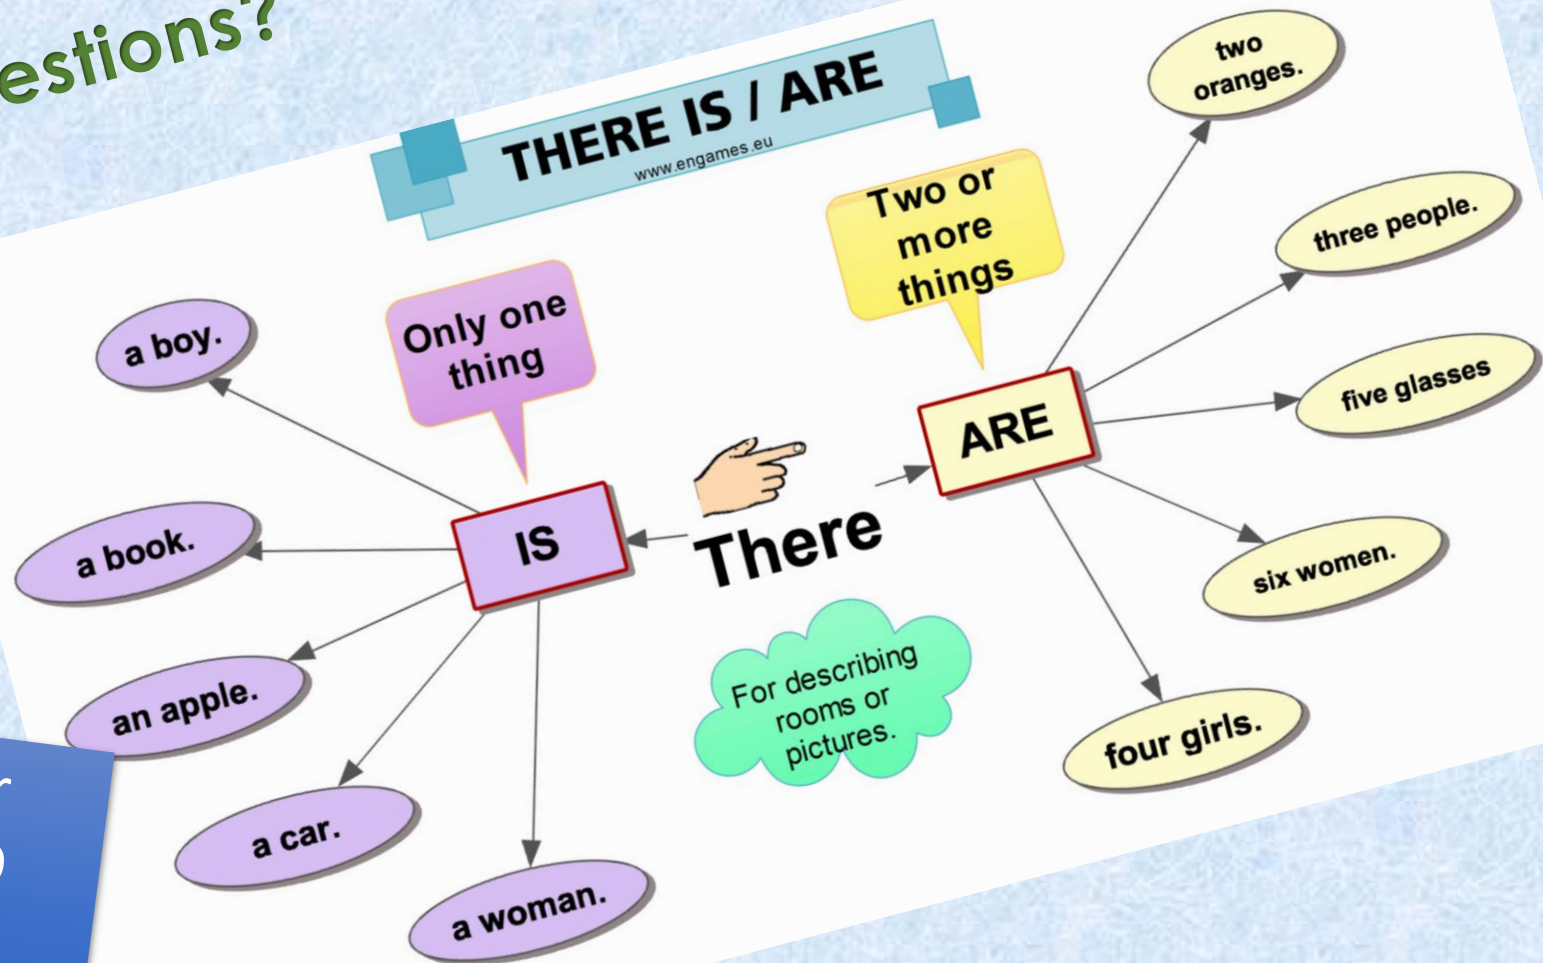 estions?
THERE IS / ARE
www.engames.eu
Only one
thing
Two or
more
things
There
IS
ARE
a boy.
a book.
an apple.
a car.
a woman.
two
oranges.
three people.
five glasses
six women.
four girls.
For describing
rooms or
pictures.